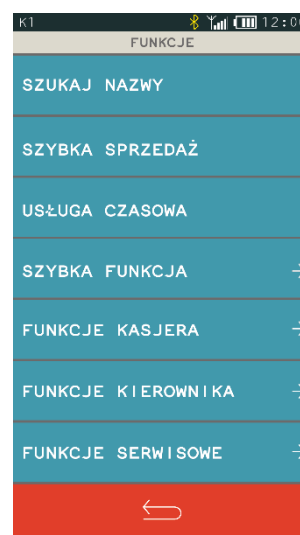 K1 12:00
FUNKCJE
SZUKAJ NAZWY
SZYBKA SPRZEDAŻ
USŁUGA CZASOWA
SZYBKA FUNKCJA
FUNKCJE KASJERA
FUNKCJE KIEROWNIKA
FUNKCJE SERWISOWE